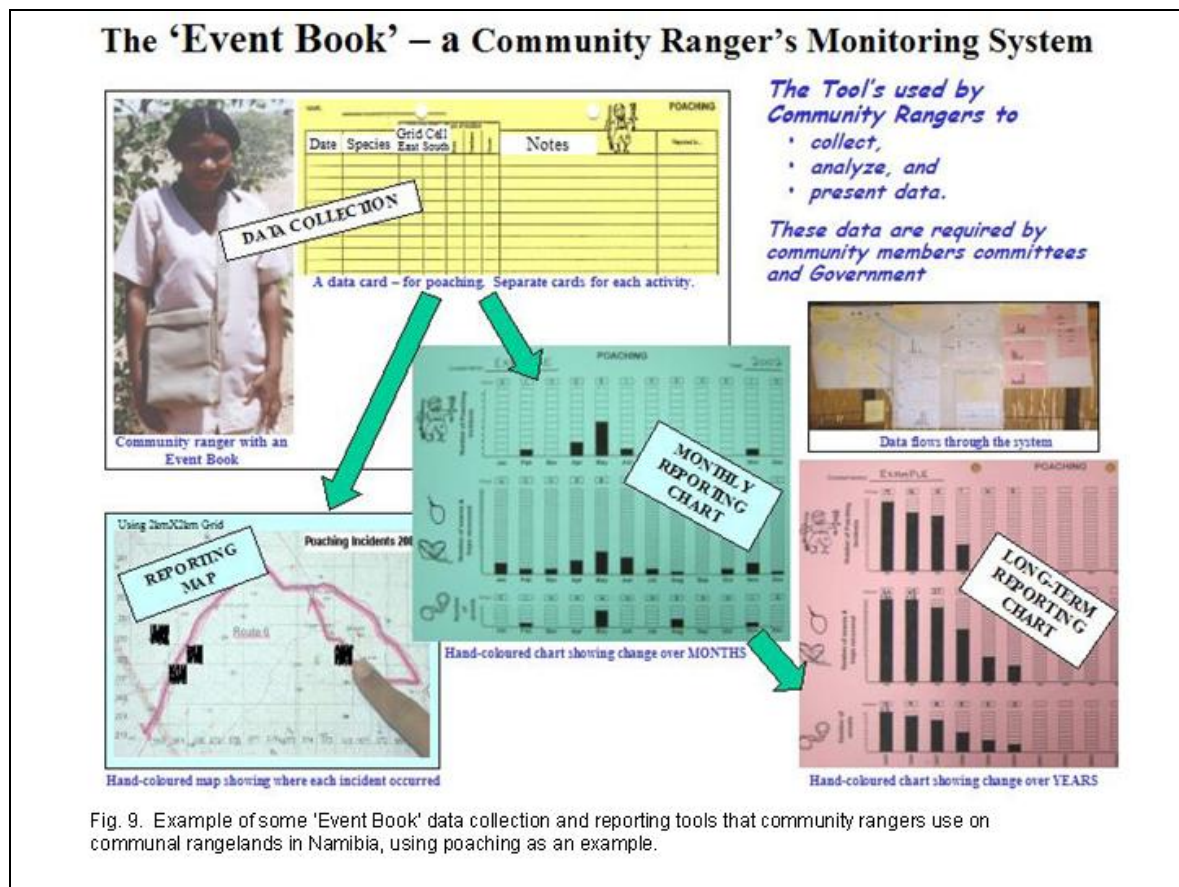 The 'Event Book' – a Community Ranger's Monitoring System
POACHING
Date Species Grid Cell East South Notes
DATA COLLECTION
A data card – for poaching. Separate cards for each activity.
Community ranger with an
Event Book
The Tool's used by
Community Rangers to
• collect,
• analyze, and
• present data.
These data are required by
community members committees
and Government
Data flows through the system
EXAMPLE POACHING 2002
MONTHLY
REPORTING
CHART
Hand-coloured chart showing change over MONTHS
Using 2kmX2km Grid
Poaching Incidents 200
REPORTING
MAP
Route 6
Hand-coloured map showing where each incident occurred
EXAMPLE POACHING
LONG-TERM
REPORTING
CHART
Hand-coloured chart showing change over YEARS
Fig. 9. Example of some 'Event Book' data collection and reporting tools that community rangers use on
communal rangelands in Namibia, using poaching as an example.